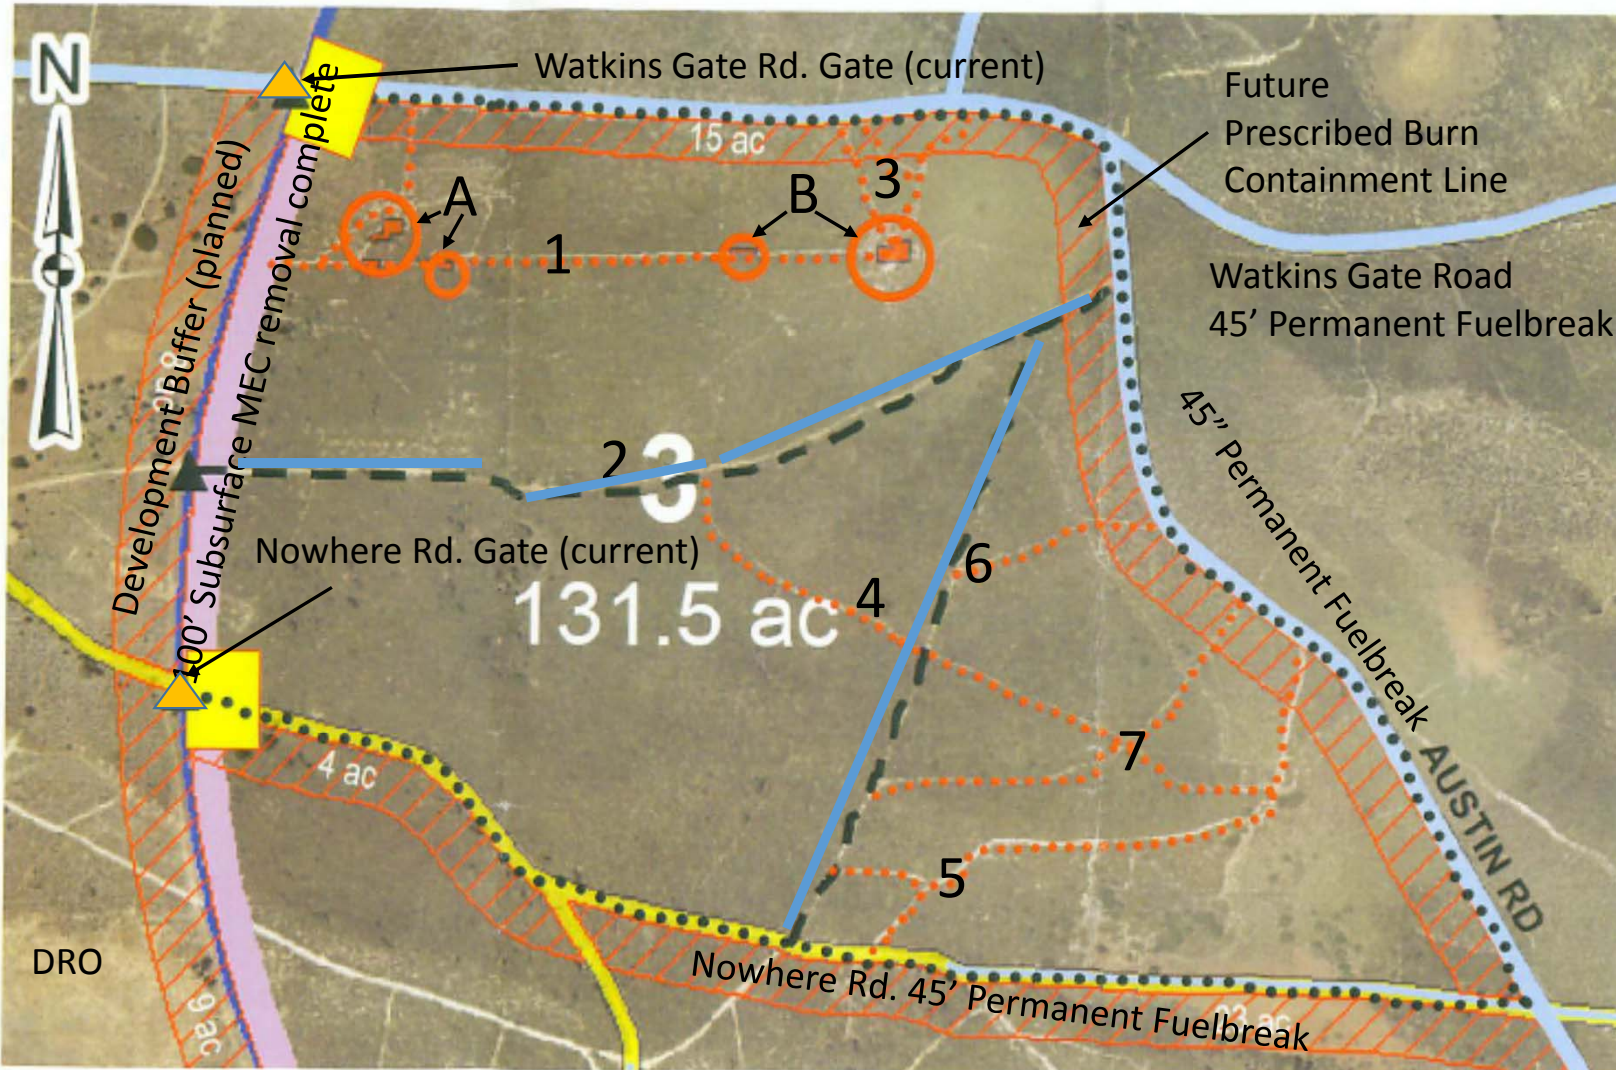 N
Watkins Gate Rd. Gate (current)
Future
Prescribed Burn
Containment Line
15 ac
A
B
3
1
Watkins Gate Road
45' Permanent Fuelbreak
Development Buffer (planned)
100' Subsurface MEC removal complete
2
3
131.5 ac
Nowhere Rd. Gate (current)
45" Permanent Fuelbreak
6
4
7
5
4 ac
AUSTIN RD
DRO
9 ac
Nowhere Rd. 45' Permanent Fuelbreak